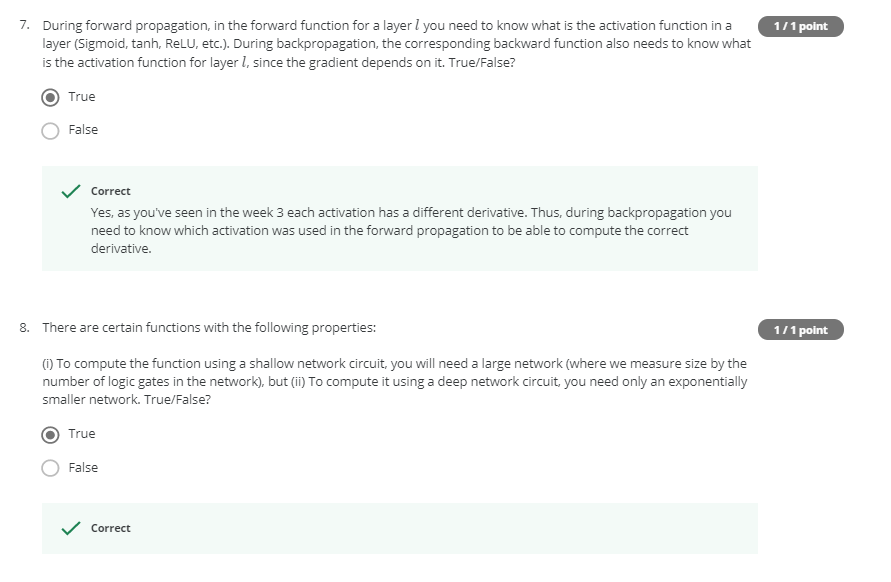 7. During forward propagation, in the forward function for a layer l you need to know what is the activation function in a
1 / 1 point
layer (Sigmoid, tanh, ReLU, etc.). During backpropagation, the corresponding backward function also needs to know what
is the activation function for layer l, since the gradient depends on it. True/False?
True
False
Correct
Yes, as you've seen in the week 3 each activation has a different derivative. Thus, during backpropagation you
need to know which activation was used in the forward propagation to be able to compute the correct
derivative.
8. There are certain functions with the following properties:
1 / 1 point
(i) To compute the function using a shallow network circuit, you will need a large network (where we measure size by the
number of logic gates in the network), but (ii) To compute it using a deep network circuit, you need only an exponentially
smaller network. True/False?
True
False
Correct